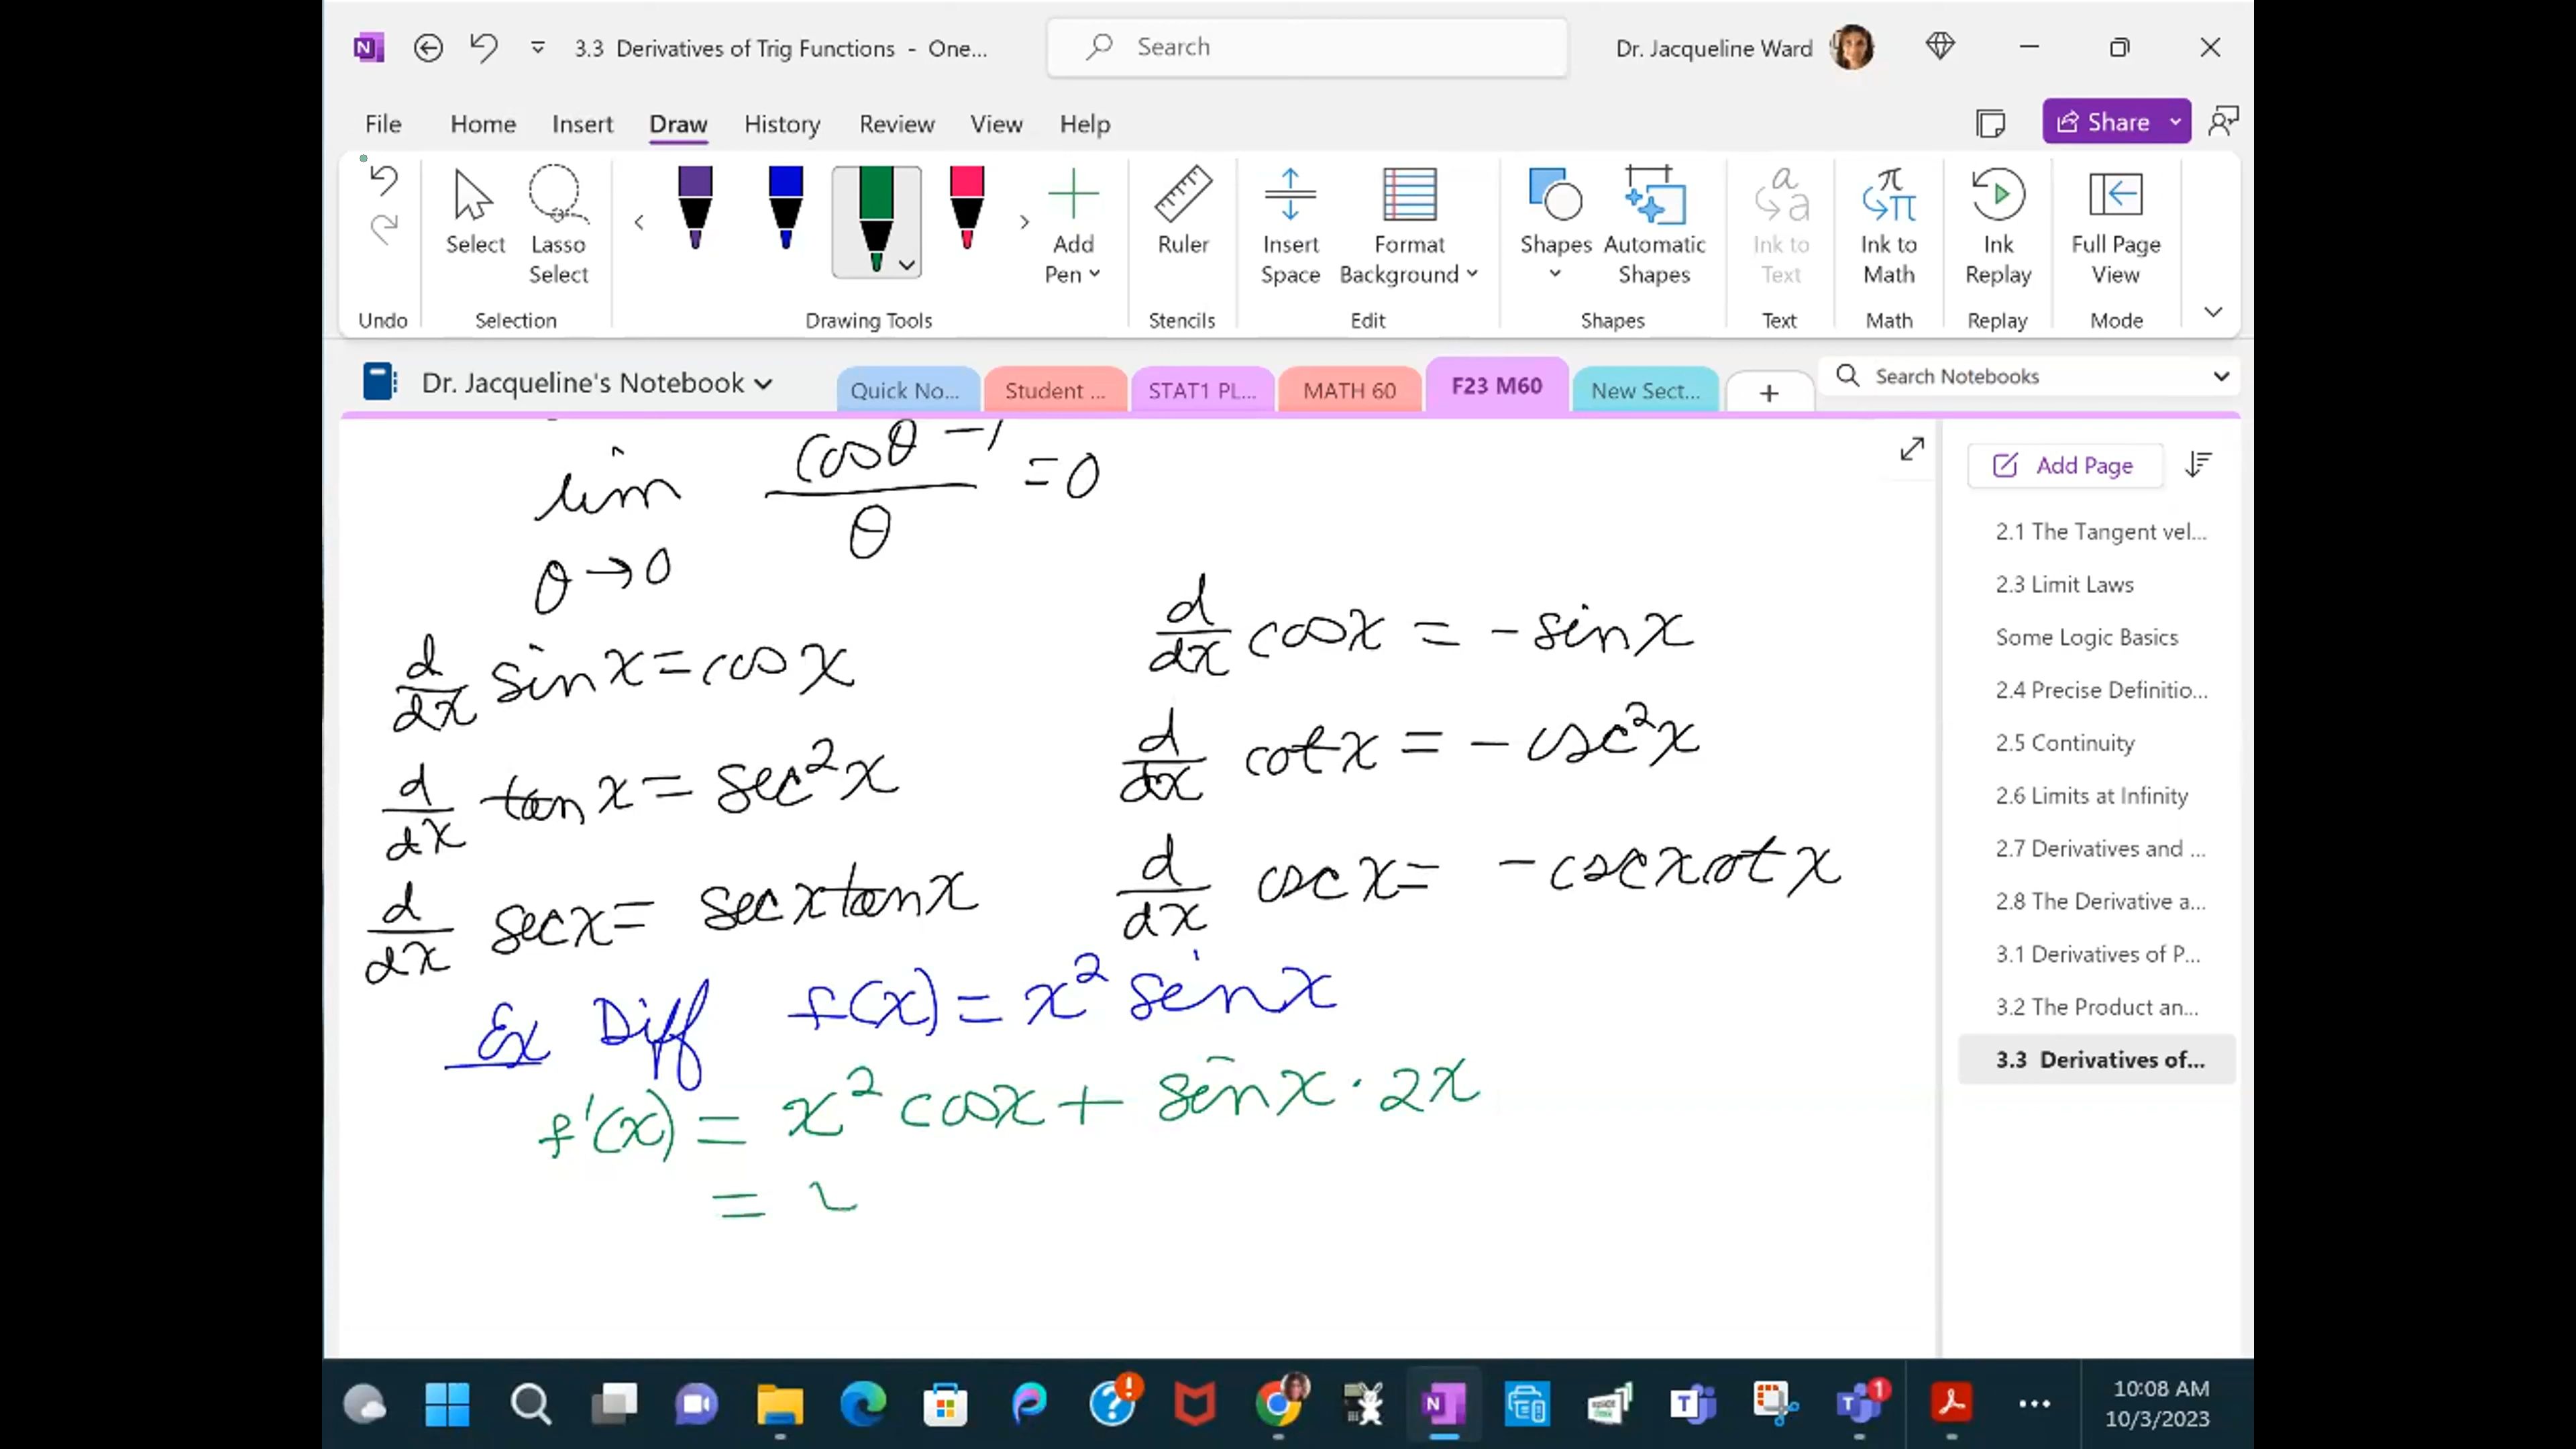 3.3 Derivatives of Trig Functions - One...
Search
Dr. Jacqueline Ward
File Home Insert Draw History Review View Help
Share
Select
Lasso Select
Add Pen
Ruler
Insert Space
Format Background
Shapes
Automatic Shapes
Ink to Text
Ink to Math
Ink Replay
Full Page View
Undo Selection Drawing Tools Stencils Edit Shapes Text Math Replay Mode
Dr. Jacqueline's Notebook
Quick No... Student ... STAT1 PL... MATH 60 F23 M60 New Sect... +
Search Notebooks
lim θ→0 (cosθ -1)/θ =0
d/dx sin x = cos x
d/dx cos x = - sin x
d/dx tan x = sec²x
d/dx cot x = - csc²x
d/dx sec x = sec x tan x
d/dx csc x = - csc x cot x
Ex Diff f(x) = x² sin x
f'(x) = x² cos x + sin x · 2x
=
Add Page
2.1 The Tangent vel...
2.3 Limit Laws
Some Logic Basics
2.4 Precise Definitio...
2.5 Continuity
2.6 Limits at Infinity
2.7 Derivatives and ...
2.8 The Derivative a...
3.1 Derivatives of P...
3.2 The Product an...
3.3 Derivatives of...
1
10:08 AM
10/3/2023